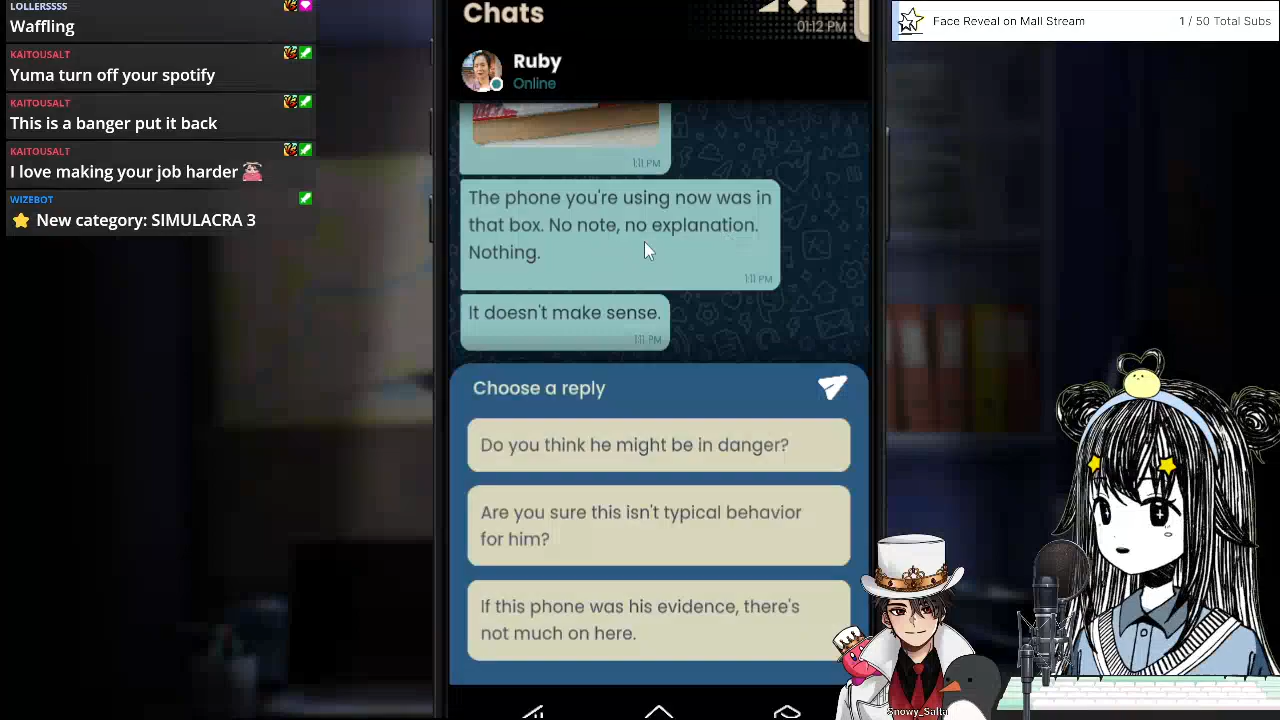 LOLLERSSSS
Waffling
KAITOUSALT
Yuma turn off your spotify
KAITOUSALT
This is a banger put it back
KAITOUSALT
I love making your job harder
WIZEBOT
New category: SIMULACRA 3
Chats
01:12 PM
Ruby
Online
1:11 PM
The phone you're using now was in
that box. No note, no explanation.
Nothing.
1:11 PM
It doesn't make sense.
1:11 PM
Choose a reply
Do you think he might be in danger?
Are you sure this isn't typical behavior
for him?
If this phone was his evidence, there's
not much on here.
Face Reveal on Mall Stream
1 / 50 Total Subs
Snowy_Salta